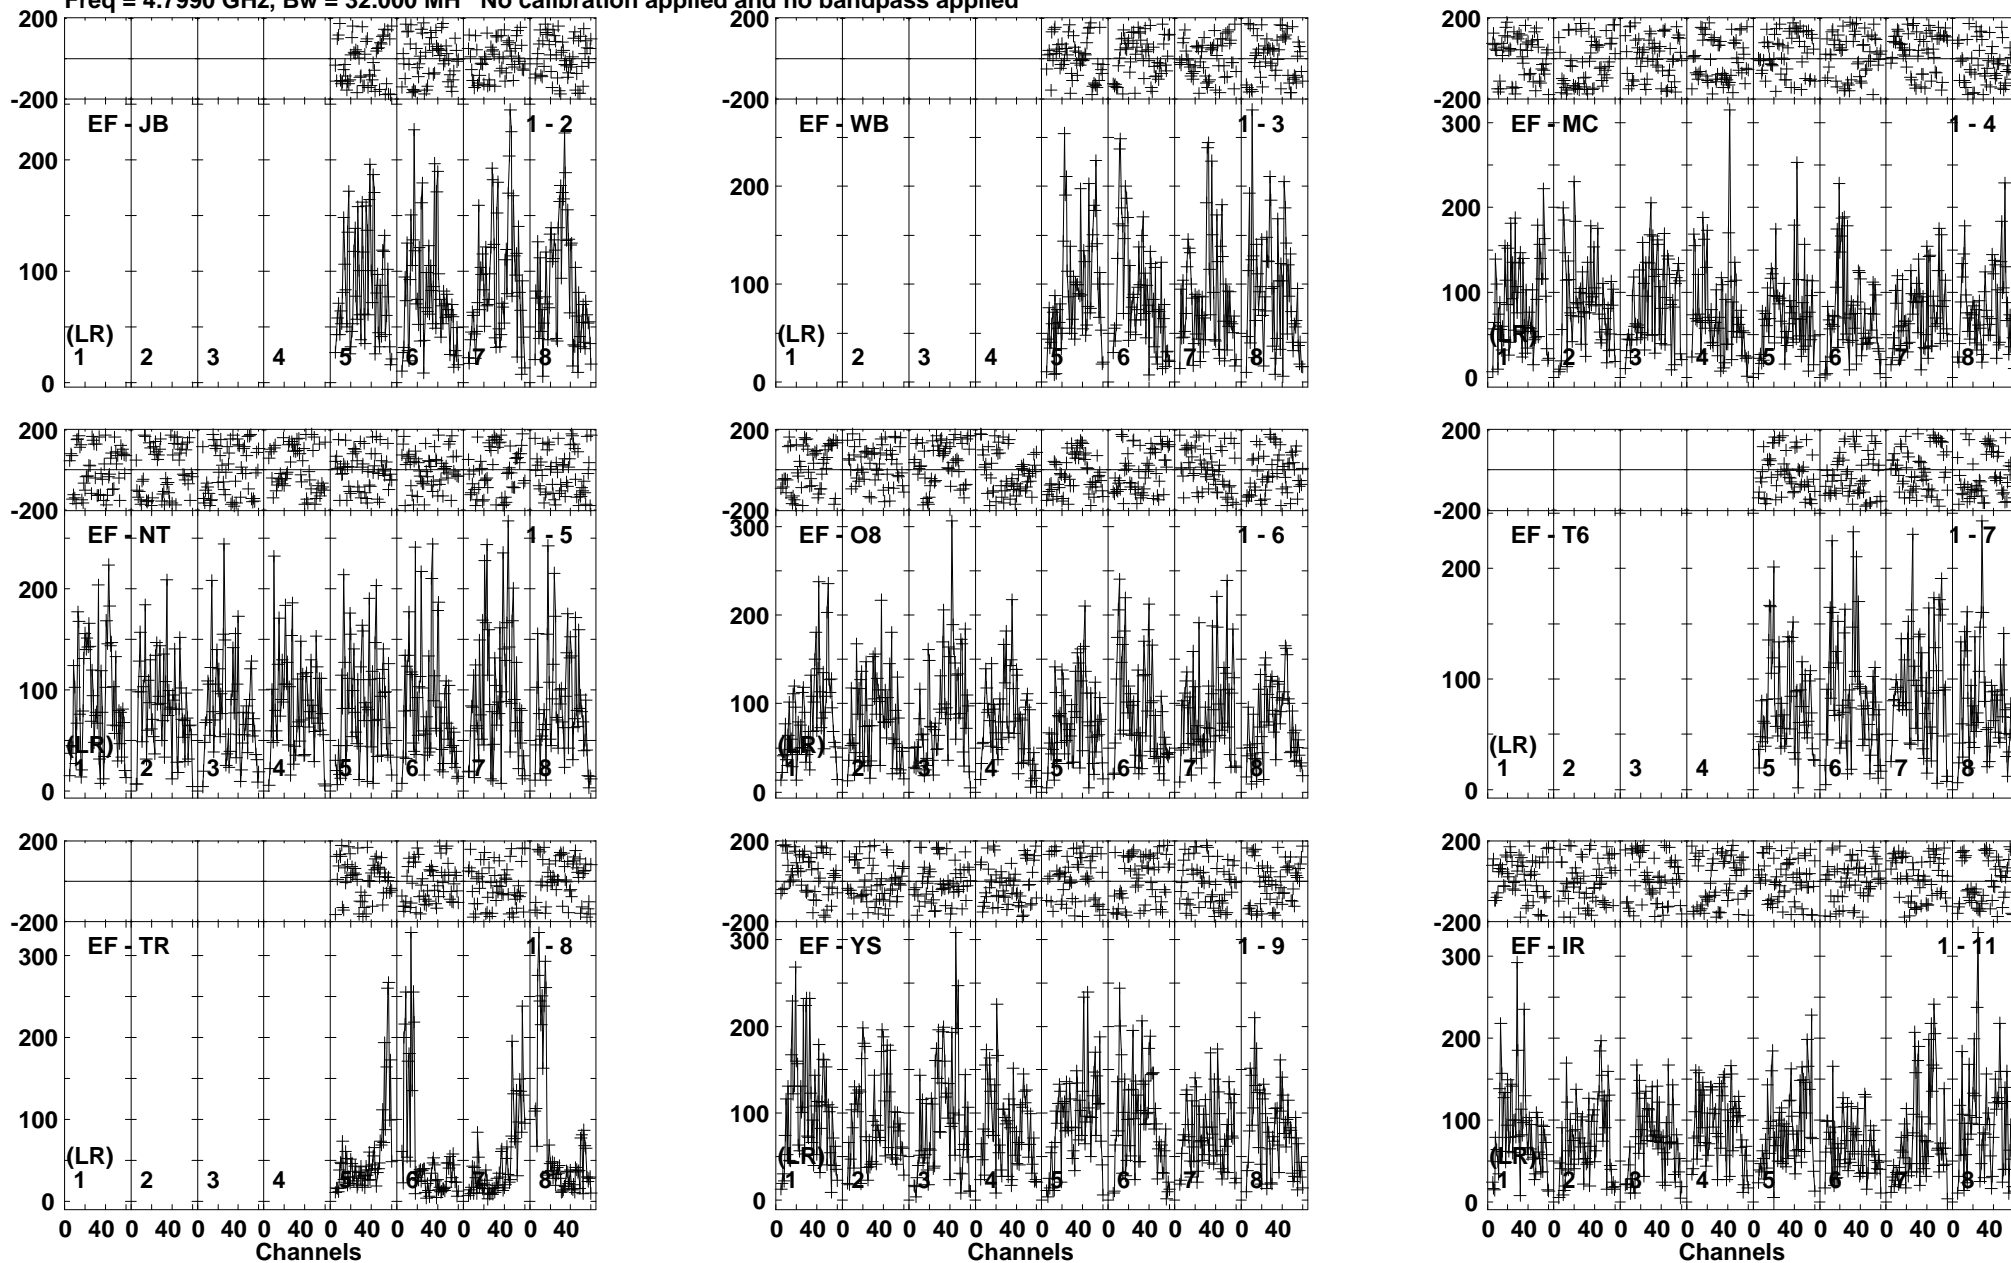 Freq = 4.7990 GHz, Bw = 32.000 MH No calibration applied and no bandpass applied
200 200 200
-200 -200 -200
EF - JB 1 - 2 EF - WB 1 - 3 EF - MC 1 - 4
300
200 200 200
100 100 100
(LR) (LR) (LR)
1 2 3 4 5 6 7 8 1 2 3 4 5 6 7 8 1 2 3 4 5 6 7 8
0 0 0
200 200 200
-200 -200 -200
EF - NT 1 - 5 EF - O8 1 - 6 EF - T6 1 - 7
300
200 200 200
100 100 100
(LR) (LR) (LR)
1 2 3 4 5 6 7 8 1 2 3 4 5 6 7 8 1 2 3 4 5 6 7 8
0 0 0
200 200 200
-200 -200 -200
EF - TR 1 - 8 EF - YS 1 - 9 EF - IR 1 - 11
300 300 300
200 200 200
100 100 100
(LR) (LR) (LR)
1 2 3 4 5 6 7 8 1 2 3 4 5 6 7 8 1 2 3 4 5 6 7 8
0 0 0
0 40 0 40 0 40 0 40 0 40 0 40 0 40 0 40 0 40 0 40 0 40 0 40 0 40 0 40 0 40 0 40 0 40 0 40 0 40 0 40 0 40 0 40 0 40 0 40
Channels Channels Channels